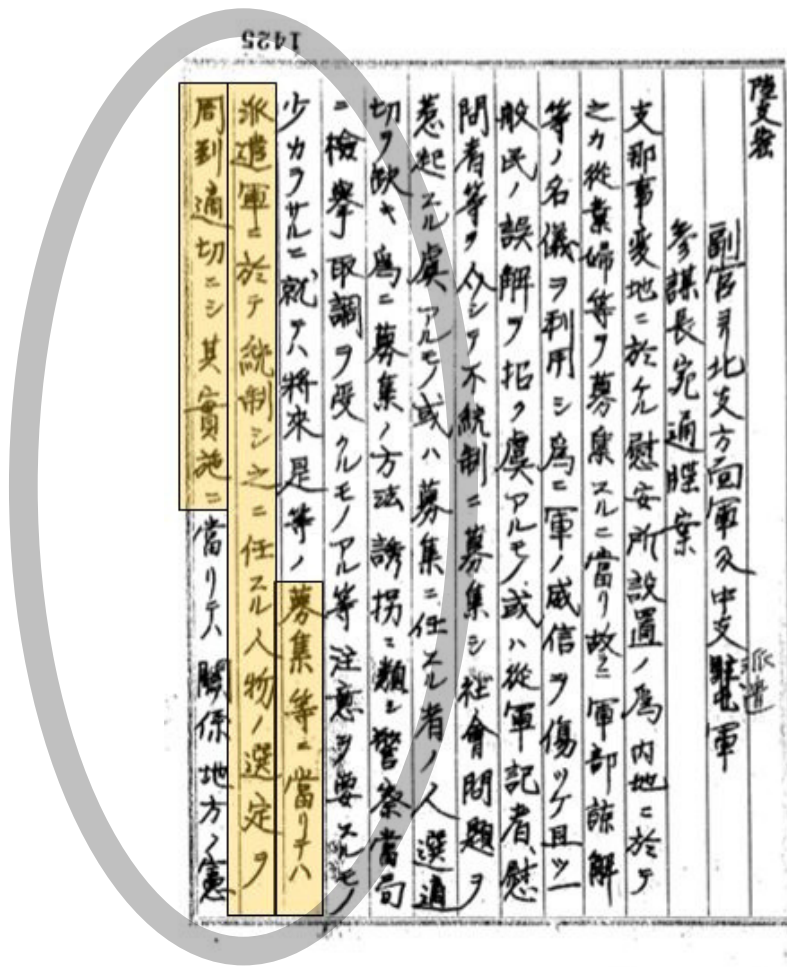 1425
陸支密
副官ヨリ北支方面軍及中支駐屯軍
派遣
参謀長宛通牒案
支那事変地ニ於ケル慰安所設置ノ為内地ニ於テ
之カ従業婦等ヲ募集スルニ當リ故ニ軍部諒解
等ノ名儀ヲ利用シ為ニ軍ノ威信ヲ傷ツケ且ツ一
般民ノ誤解ヲ招ク虞アルモノ或ハ従軍記者、慰
問者等ヲ介シテ不統制ニ募集シ社會問題ヲ
惹起スル虞アルモノ或ハ募集ニ任スル者ノ人選適
切ヲ欠キ為ニ募集ノ方法誘拐ニ類シ警察當局
ニ檢擧取調ヲ受クルモノアル等注意ヲ要スルモノ
少カラサルニ就テハ將來是等ノ募集等ニ當リテハ
派遣軍ニ於テ統制シ之ニ任スル人物ノ選定ヲ
周到適切ニシ其實施ニ當リテハ關係地方ノ憲